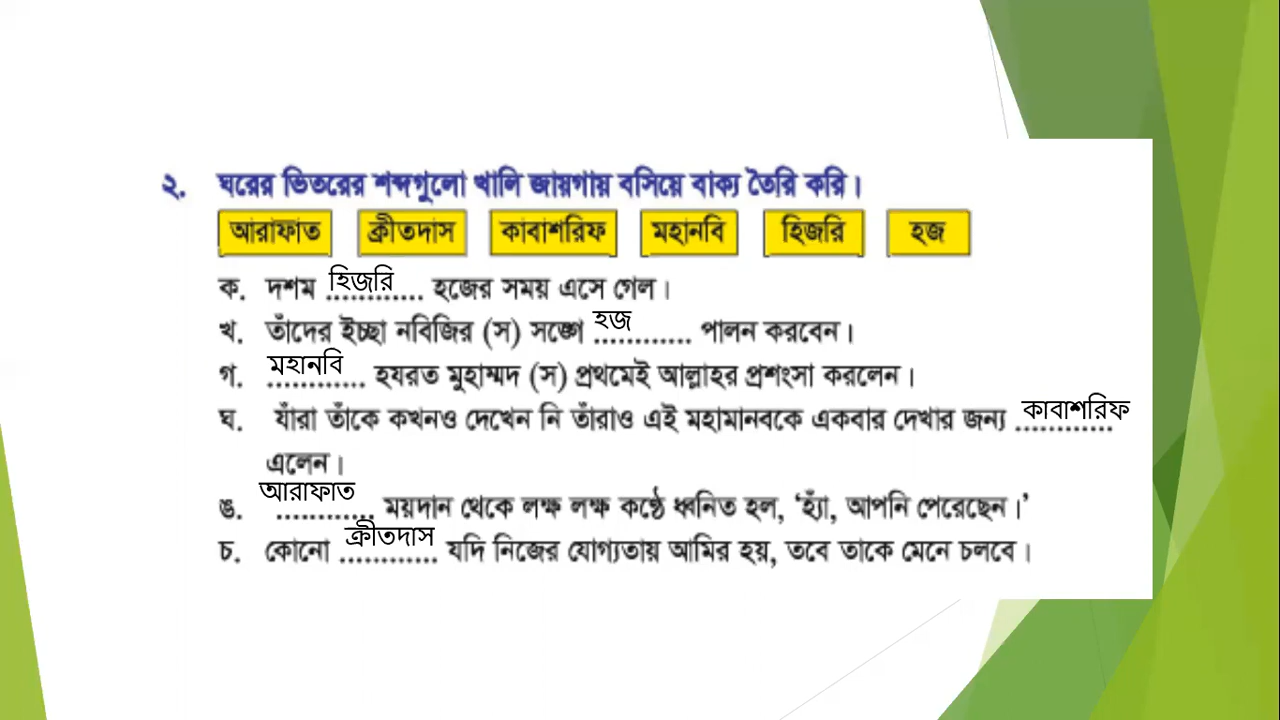 ২. ঘরের ভিতরের শব্দগুলো খালি জায়গায় বসিয়ে বাক্য তৈরি করি।
আরাফাত ক্রীতদাস কাবাশরিফ মহানবি হিজরি হজ
ক. দশম হিজরি............ হজের সময় এসে গেল।
খ. তাঁদের ইচ্ছা নবিজির (স) সঙ্গে হজ............ পালন করবেন।
গ. মহানবি............ হযরত মুহাম্মদ (স) প্রথমেই আল্লাহর প্রশংসা করলেন।
ঘ. যাঁরা তাঁকে কখনও দেখেন নি তাঁরাও এই মহামানবকে একবার দেখার জন্য কাবাশরিফ............
এলেন।
ঙ. আরাফাত............ ময়দান থেকে লক্ষ লক্ষ কণ্ঠে ধ্বনিত হল, ‘হ্যাঁ, আপনি পেরেছেন।’
চ. কোনো ক্রীতদাস............ যদি নিজের যোগ্যতায় আমির হয়, তবে তাকে মেনে চলবে।